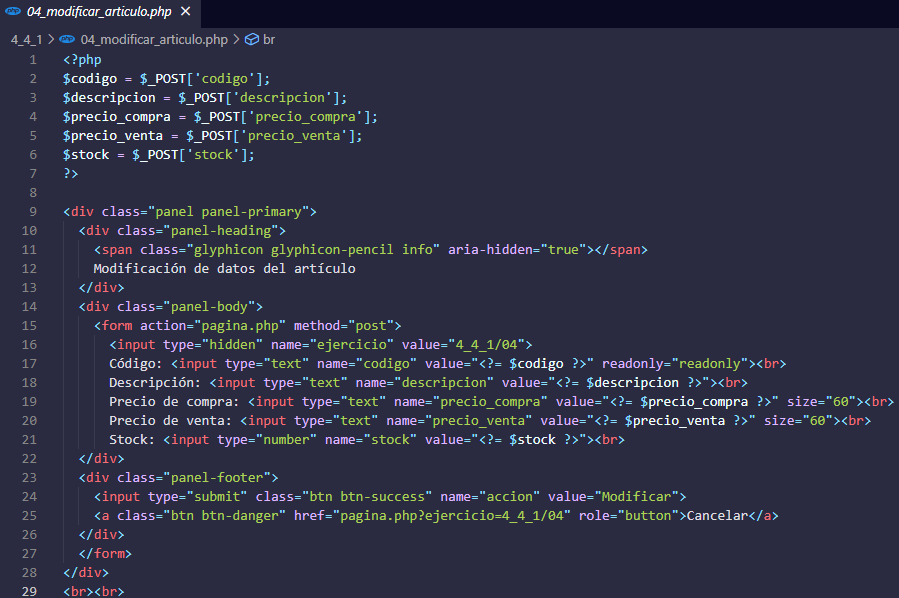 php 04_modificar_articulo.php ×
4_4_1 > php 04_modificar_articulo.php > br
1 <?php
2 $codigo = $_POST['codigo'];
3 $descripcion = $_POST['descripcion'];
4 $precio_compra = $_POST['precio_compra'];
5 $precio_venta = $_POST['precio_venta'];
6 $stock = $_POST['stock'];
7 ?>
8
9 <div class="panel panel-primary">
10 <div class="panel-heading">
11 <span class="glyphicon glyphicon-pencil info" aria-hidden="true"></span>
12 Modificación de datos del artículo
13 </div>
14 <div class="panel-body">
15 <form action="pagina.php" method="post">
16 <input type="hidden" name="ejercicio" value="4_4_1/04">
17 Código: <input type="text" name="codigo" value="<?= $codigo ?>" readonly="readonly"><br>
18 Descripción: <input type="text" name="descripcion" value="<?= $descripcion ?>"><br>
19 Precio de compra: <input type="text" name="precio_compra" value="<?= $precio_compra ?>" size="60"><br>
20 Precio de venta: <input type="text" name="precio_venta" value="<?= $precio_venta ?>" size="60"><br>
21 Stock: <input type="number" name="stock" value="<?= $stock ?>"><br>
22 </div>
23 <div class="panel-footer">
24 <input type="submit" class="btn btn-success" name="accion" value="Modificar">
25 <a class="btn btn-danger" href="pagina.php?ejercicio=4_4_1/04" role="button">Cancelar</a>
26 </div>
27 </form>
28 </div>
29 <br><br>